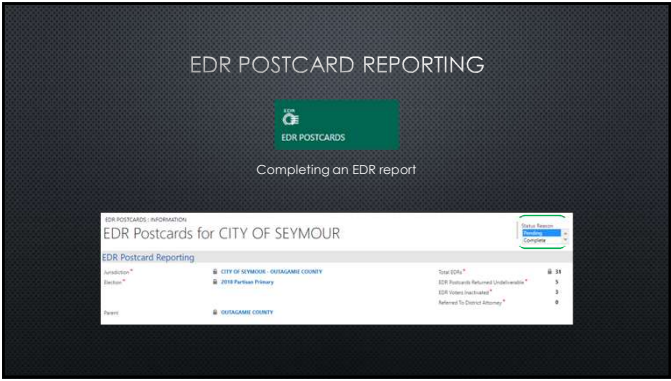 EDR POSTCARD REPORTING
EDR
EDR POSTCARDS
Completing an EDR report
EDR POSTCARDS : INFORMATION
EDR Postcards for CITY OF SEYMOUR
Status Reason
Pending
Complete
EDR Postcard Reporting
Jurisdiction * CITY OF SEYMOUR - OUTAGAMIE COUNTY Total EDRs *
Election * 2018 Partisan Primary EDR Postcards Returned Undeliverable * 5
EDR Voters Inactivated * 3
Referred To District Attorney * 0
Parent OUTAGAMIE COUNTY